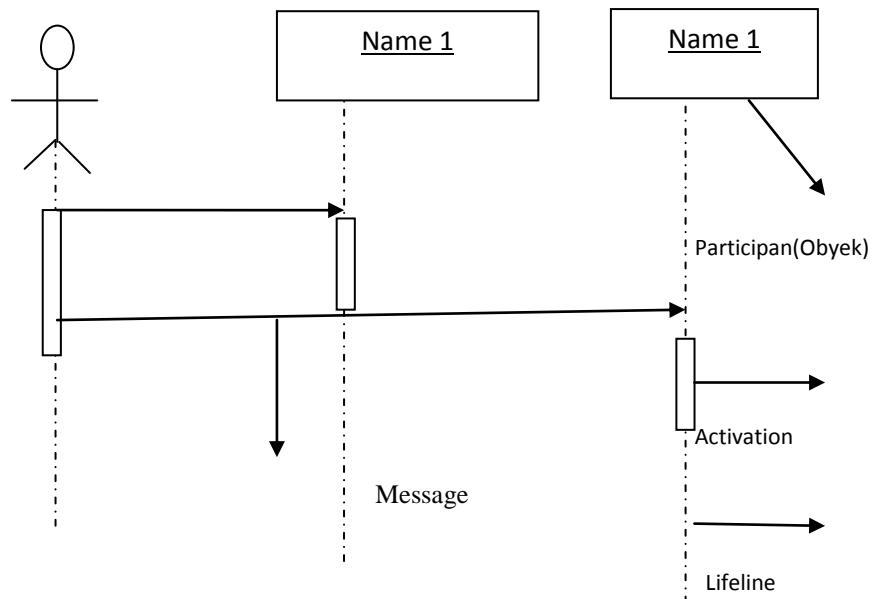 Name 1
Name 1
Participan(Obyek)
Activation
Message
Lifeline